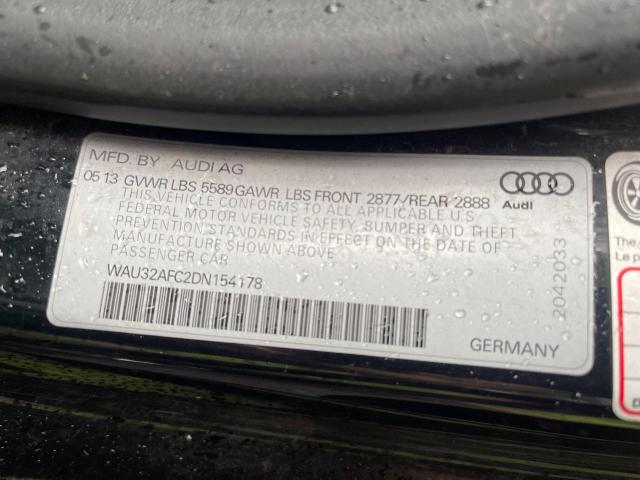 MFD. BY AUDI AG
05 13 GVWR LBS 5589 GAWR LBS FRONT 2877/REAR 2888
THIS VEHICLE CONFORMS TO ALL APPLICABLE U.S.
FEDERAL MOTOR VEHICLE SAFETY, BUMPER AND THEFT
PREVENTION STANDARDS IN EFFECT ON THE DATE OF
MANUFACTURE SHOWN ABOVE
PASSENGER CAR
WAU32AFC2DN154178
GERMANY
Audi
2042033
The
Le p